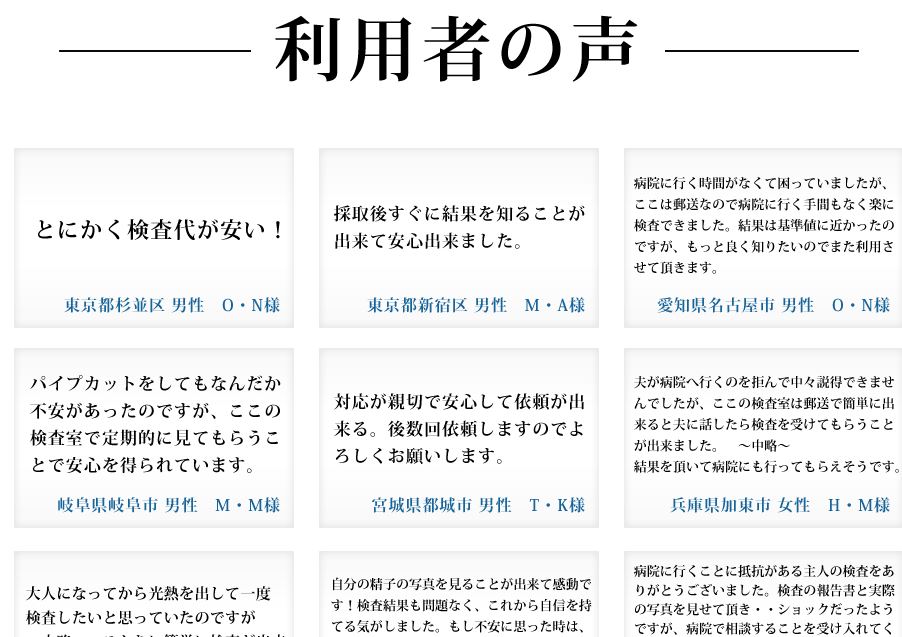 利用者の声
とにかく検査代が安い！
東京都杉並区 男性　O・N様
採取後すぐに結果を知ることが
出来て安心出来ました。
東京都新宿区 男性　M・A様
病院に行く時間がなくて困っていましたが、
ここは郵送なので病院に行く手間もなく楽に
検査できました。結果は基準値に近かったの
ですが、もっと良く知りたいのでまた利用さ
せて頂きます。
愛知県名古屋市 男性　O・N様
パイプカットをしてもなんだか
不安があったのですが、ここの
検査室で定期的に見てもらうこ
とで安心を得られています。
岐阜県岐阜市 男性　M・M様
対応が親切で安心して依頼が出
来る。後数回依頼しますのでよ
ろしくお願いします。
宮城県都城市 男性　T・K様
夫が病院へ行くのを拒んで中々説得できませ
んでしたが、ここの検査室は郵送で簡単に出
来ると夫に話したら検査を受けてもらうこと
が出来ました。　〜中略〜
結果を頂いて病院にも行ってもらえそうです。
兵庫県加東市 女性　H・M様
大人になってから光熱を出して一度
検査したいと思っていたのですが
自分の精子の写真を見ることが出来て感動で
す！検査結果も問題なく、これから自信を持
てる気がしました。もし不安に思った時は、
病院に行くことに抵抗がある主人の検査をあ
りがとうございました。検査の報告書と実際
の写真を見せて頂き・・ショックだったよう
ですが、病院で相談することを受け入れてく